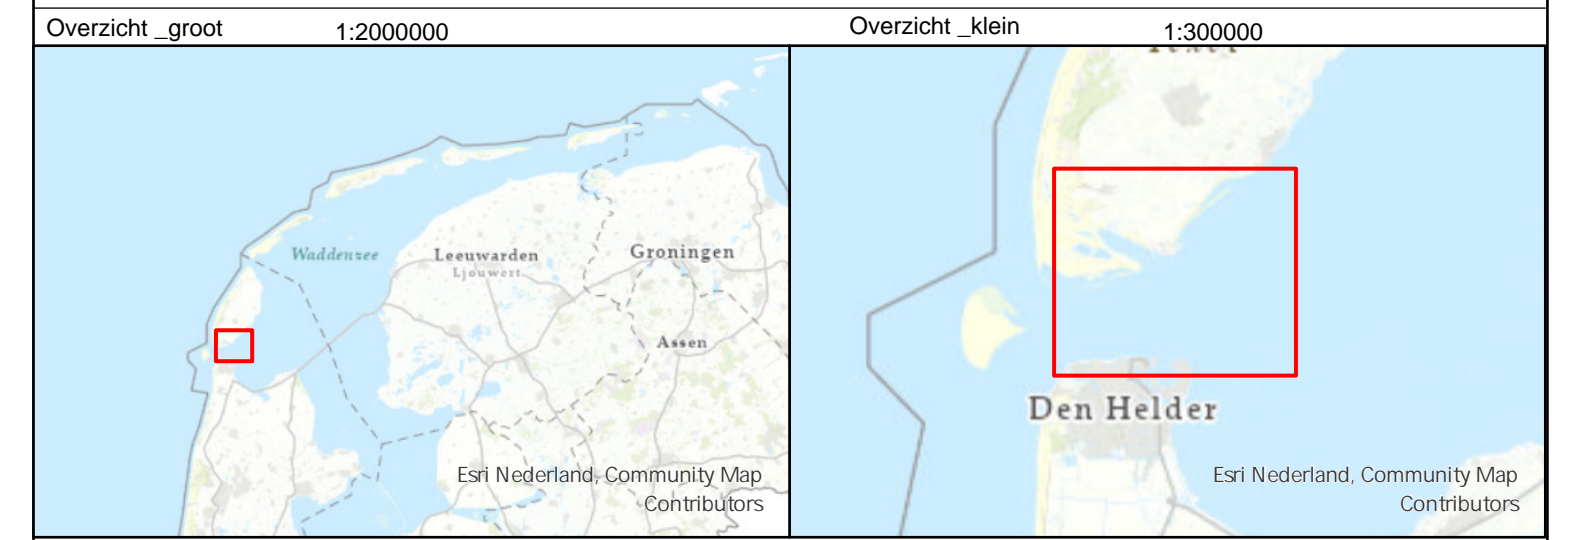 Overzicht _groot 1:2000000
Overzicht _klein 1:300000
Waddenzee
Leeuwarden
Ljouwert
Groningen
Assen
Esri Nederland, Community Map
Contributors
Den Helder
Esri Nederland, Community Map
Contributors